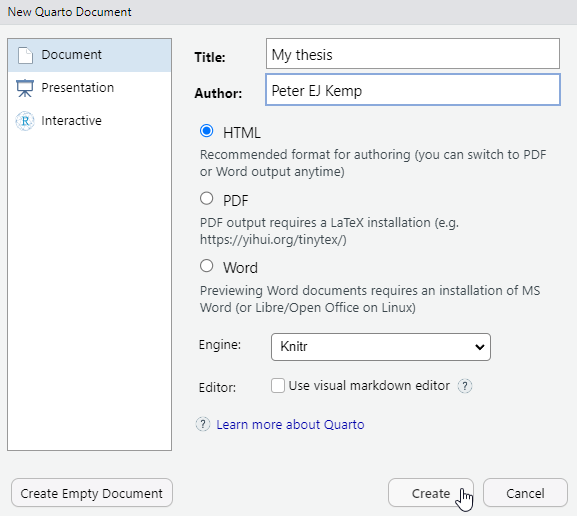 New Quarto Document
Document
Presentation
R Interactive
Title: My thesis
Author: Peter EJ Kemp
HTML
Recommended format for authoring (you can switch to PDF
or Word output anytime)
PDF
PDF output requires a LaTeX installation (e.g.
https://yihui.org/tinytex/)
Word
Previewing Word documents requires an installation of MS
Word (or Libre/Open Office on Linux)
Engine: Knitr
Editor: Use visual markdown editor ?
? Learn more about Quarto
Create Empty Document Create Cancel